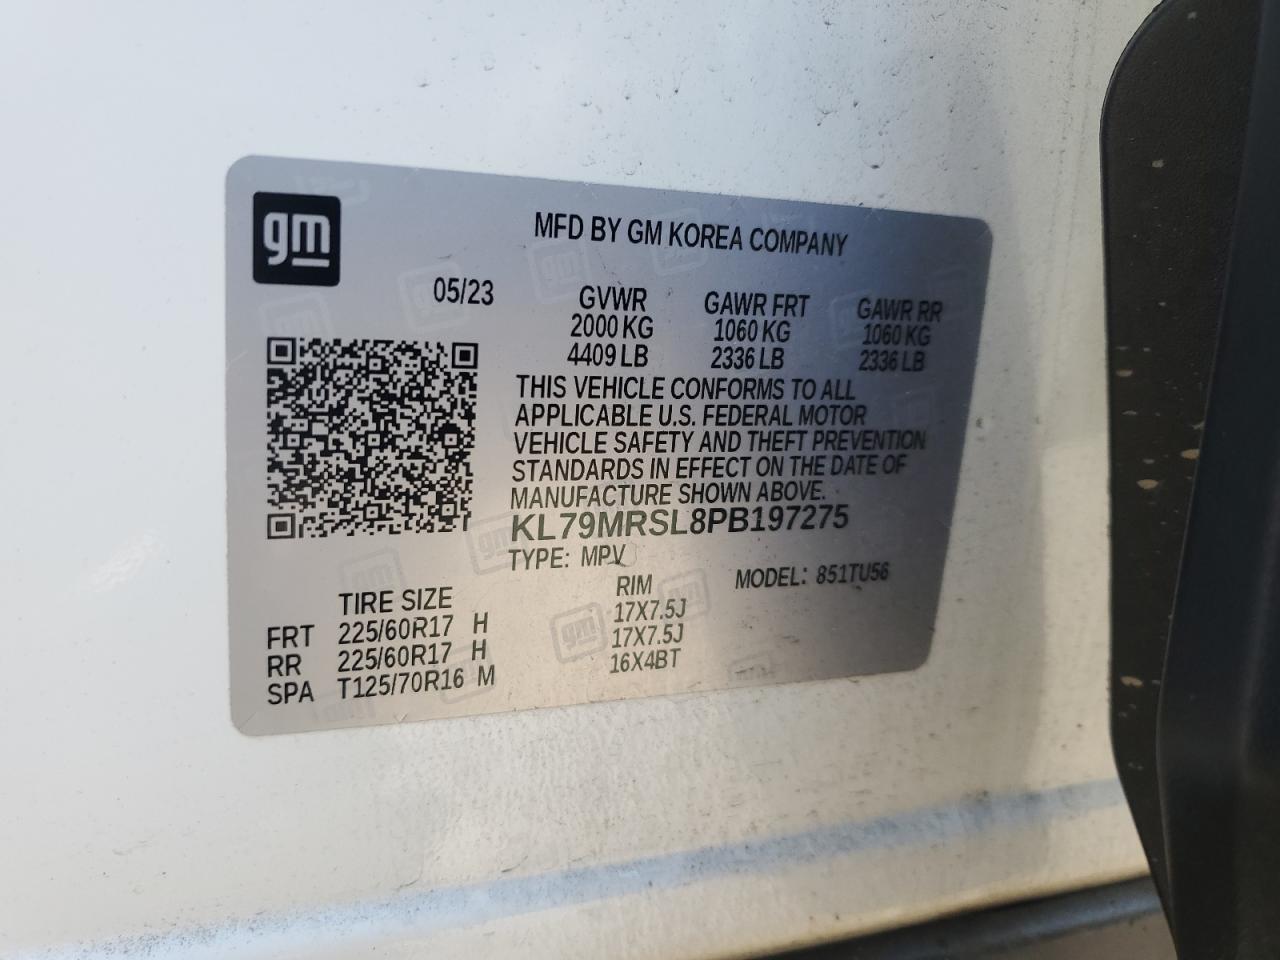 gm
MFD BY GM KOREA COMPANY
05/23 GVWR GAWR FRT GAWR RR
2000 KG 1060 KG 1060 KG
4409 LB 2336 LB 2336 LB
THIS VEHICLE CONFORMS TO ALL
APPLICABLE U.S. FEDERAL MOTOR
VEHICLE SAFETY AND THEFT PREVENTION
STANDARDS IN EFFECT ON THE DATE OF
MANUFACTURE SHOWN ABOVE.
KL79MRSL8PB197275
TYPE: MPV MODEL: 851TU56
TIRE SIZE RIM
FRT 225/60R17 H 17X7.5J
RR 225/60R17 H 17X7.5J
SPA T125/70R16 M 16X4BT